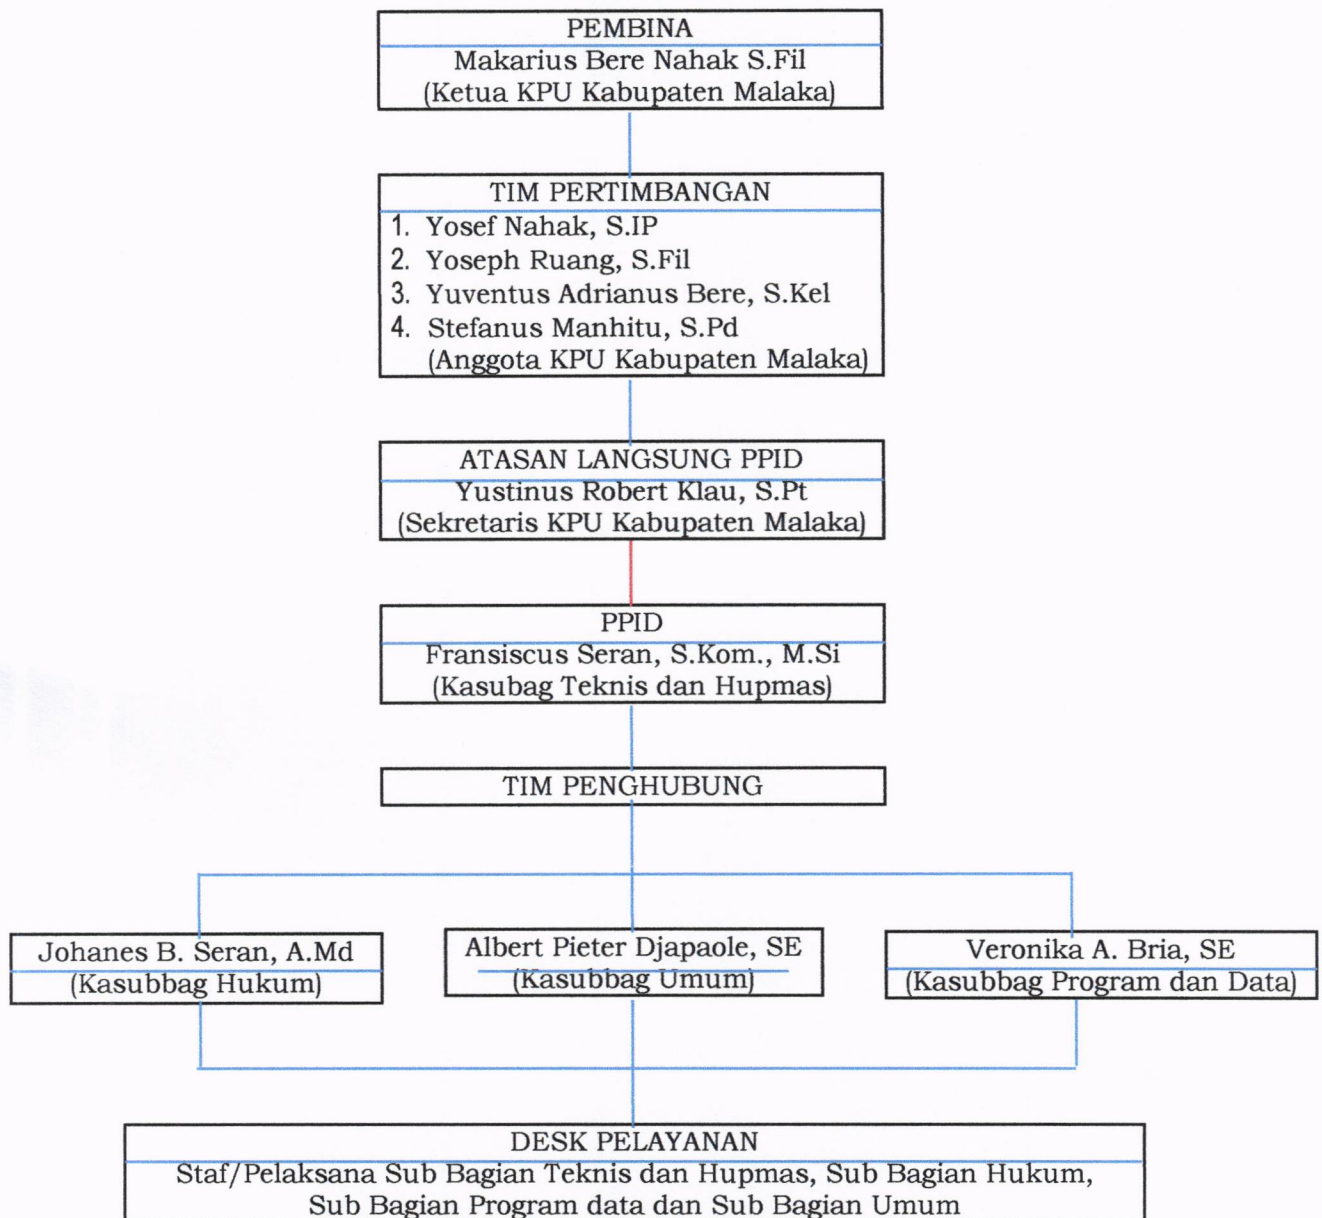 PEMBINA
Makarius Bere Nahak S.Fil
(Ketua KPU Kabupaten Malaka)
TIM PERTIMBANGAN
1. Yosef Nahak, S.IP
2. Yoseph Ruang, S.Fil
3. Yuventus Adrianus Bere, S.Kel
4. Stefanus Manhitu, S.Pd
(Anggota KPU Kabupaten Malaka)
ATASAN LANGSUNG PPID
Yustinus Robert Klau, S.Pt
(Sekretaris KPU Kabupaten Malaka)
PPID
Fransiscus Seran, S.Kom., M.Si
(Kasubag Teknis dan Hupmas)
TIM PENGHUBUNG
Johanes B. Seran, A.Md
(Kasubbag Hukum)
Albert Pieter Djapaole, SE
(Kasubbag Umum)
Veronika A. Bria, SE
(Kasubbag Program dan Data)
DESK PELAYANAN
Staf/Pelaksana Sub Bagian Teknis dan Hupmas, Sub Bagian Hukum,
Sub Bagian Program data dan Sub Bagian Umum